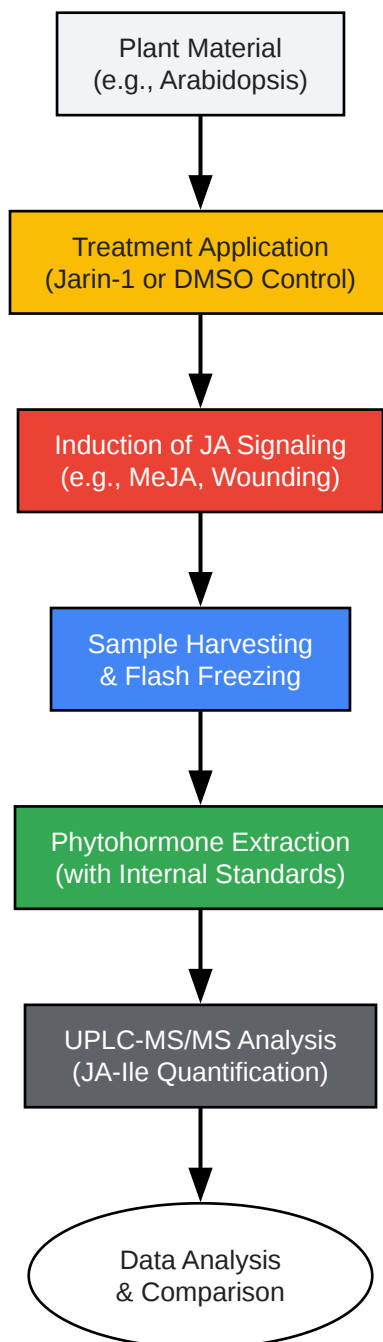 Plant Material
(e.g., Arabidopsis)
Treatment Application
(Jarin-1 or DMSO Control)
Induction of JA Signaling
(e.g., MeJA, Wounding)
Sample Harvesting
& Flash Freezing
Phytohormone Extraction
(with Internal Standards)
UPLC-MS/MS Analysis
(JA-Ile Quantification)
Data Analysis
& Comparison